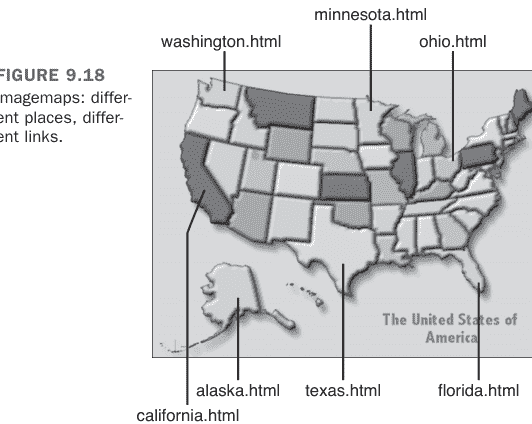 minnesota.html
washington.html
ohio.html
FIGURE 9.18
magemaps: differ-
ent places, differ-
ent links.
The United States of
America
alaska.html
texas.html
florida.html
california.html